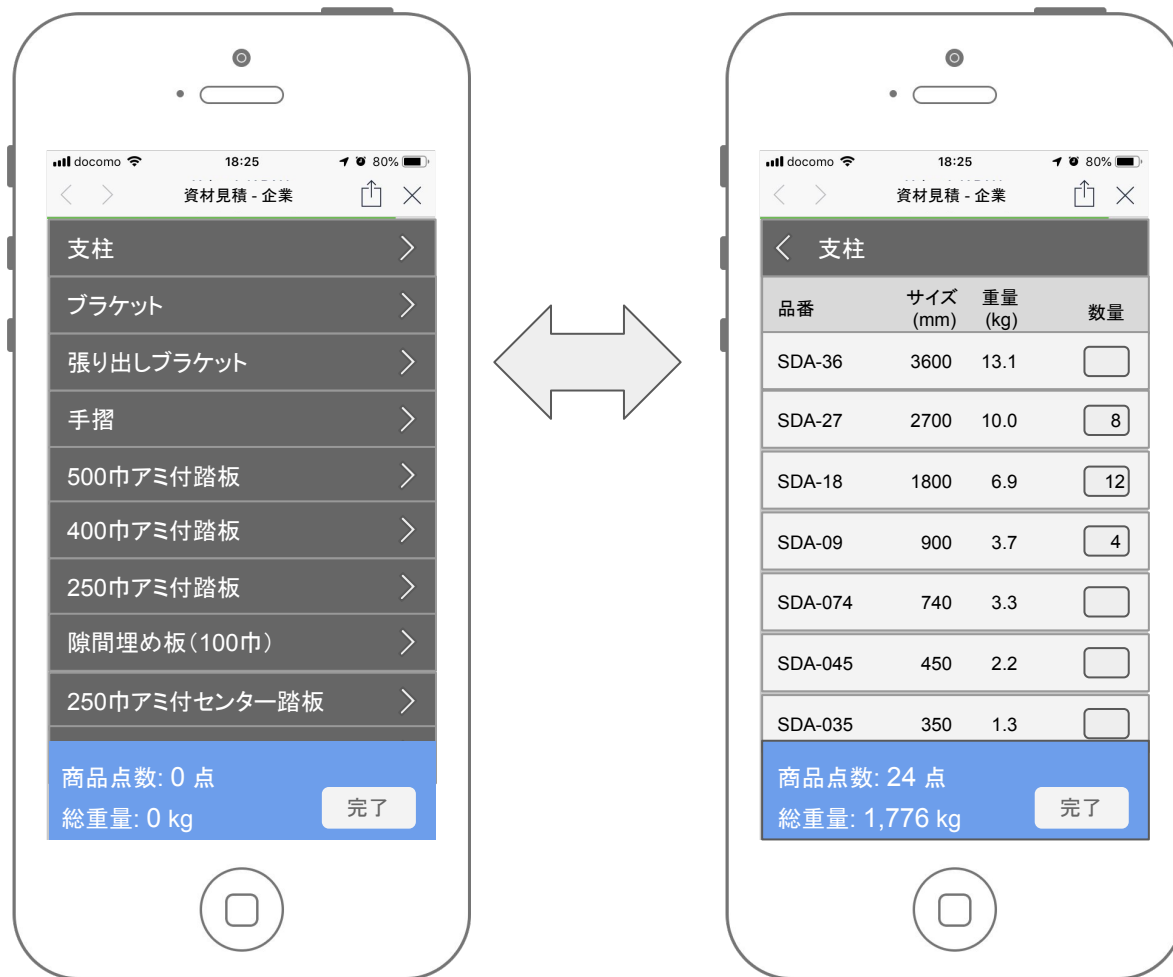 docomo 18:25 80%
資材見積 - 企業
支柱
ブラケット
張り出しブラケット
手摺
500巾アミ付踏板
400巾アミ付踏板
250巾アミ付踏板
隙間埋め板（100巾）
250巾アミ付センター踏板
商品点数: 0 点
総重量: 0 kg
完了
docomo 18:25 80%
資材見積 - 企業
支柱
品番 サイズ(mm) 重量(kg) 数量
SDA-36 3600 13.1
SDA-27 2700 10.0 8
SDA-18 1800 6.9 12
SDA-09 900 3.7 4
SDA-074 740 3.3
SDA-045 450 2.2
SDA-035 350 1.3
商品点数: 24 点
総重量: 1,776 kg
完了